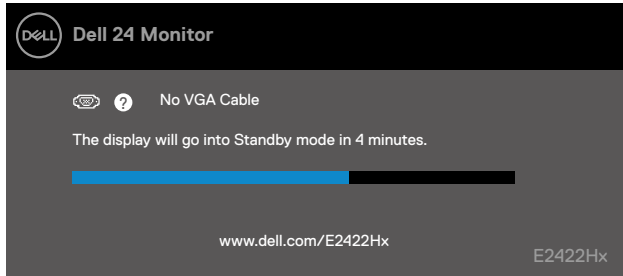 DELL
Dell 24 Monitor
? No VGA Cable
The display will go into Standby mode in 4 minutes.
www.dell.com/E2422Hx
E2422Hx